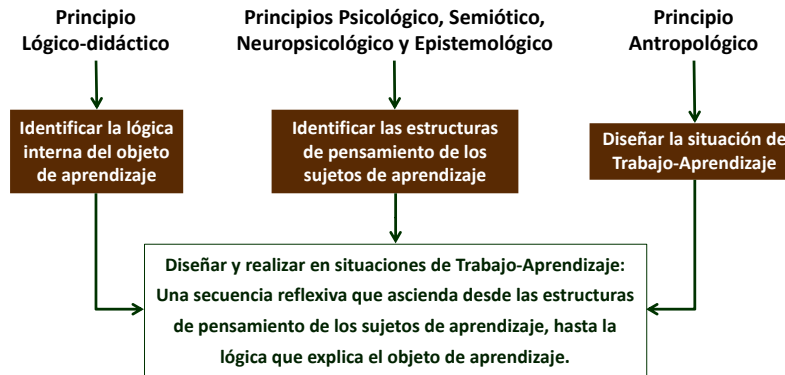 Principio
Lógico-didáctico
Principios Psicológico, Semiótico,
Neuropsicológico y Epistemológico
Principio
Antropológico
Identificar la lógica
interna del objeto
de aprendizaje
Identificar las estructuras
de pensamiento de los
sujetos de aprendizaje
Diseñar la situación de
Trabajo-Aprendizaje
Diseñar y realizar en situaciones de Trabajo-Aprendizaje:
Una secuencia reflexiva que ascienda desde las estructuras
de pensamiento de los sujetos de aprendizaje, hasta la
lógica que explica el objeto de aprendizaje.